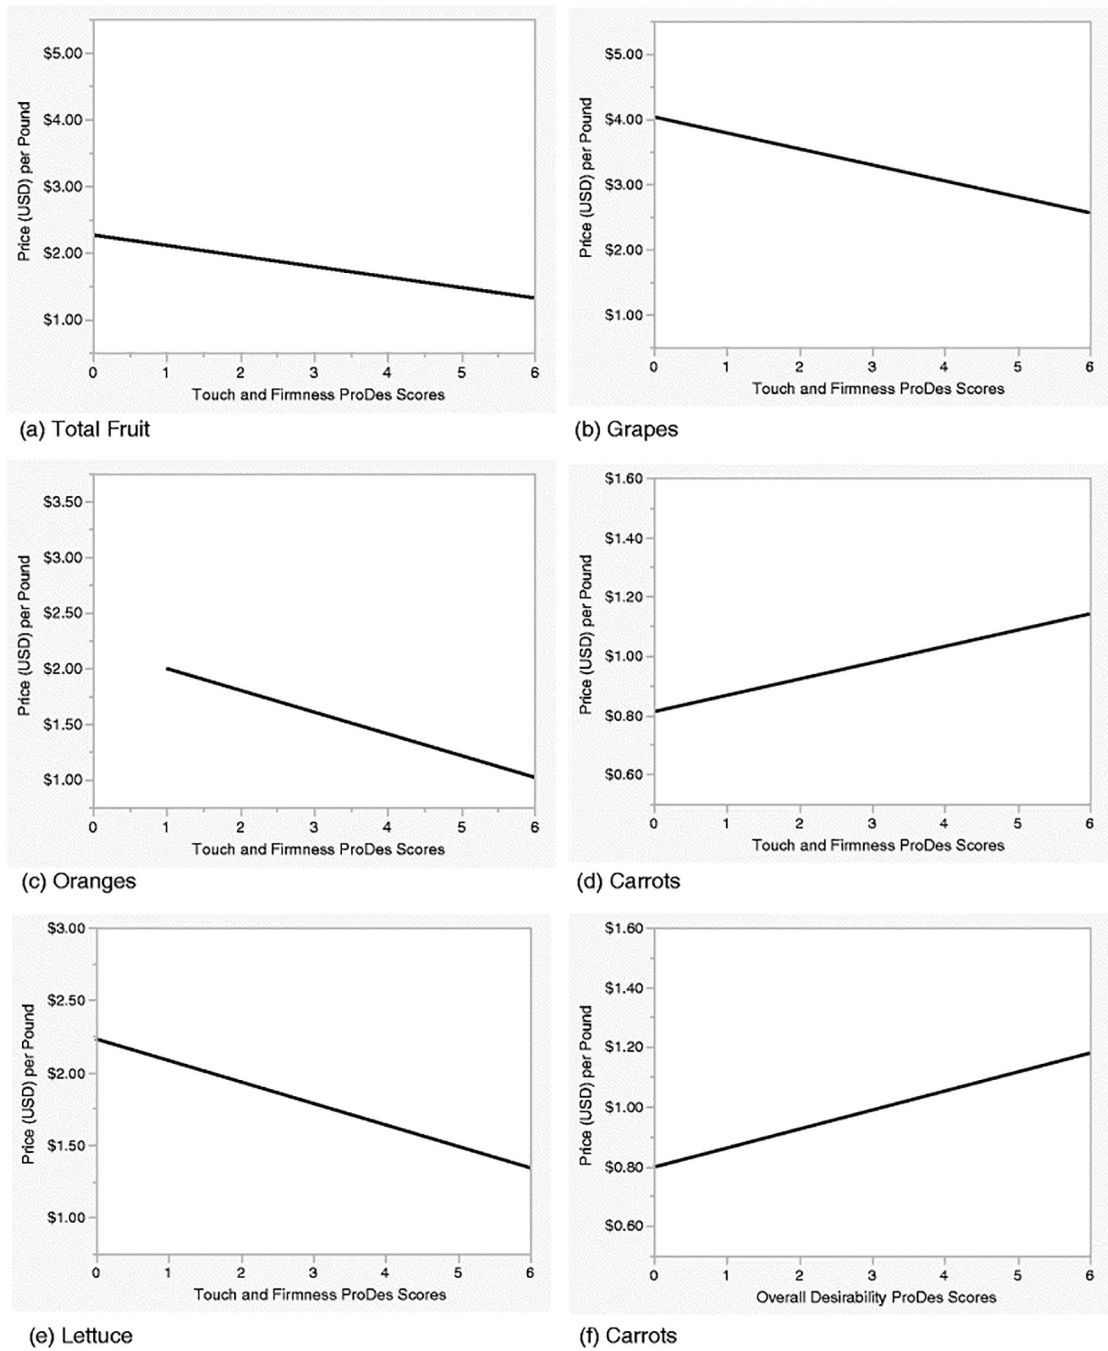 $5.00
$4.00
$3.00
$2.00
$1.00
Price (USD) per Pound
0 1 2 3 4 5 6
Touch and Firmness ProDes Scores
(a) Total Fruit
$5.00
$4.00
$3.00
$2.00
$1.00
Price (USD) per Pound
0 1 2 3 4 5 6
Touch and Firmness ProDes Scores
(b) Grapes
$3.50
$3.00
$2.50
$2.00
$1.50
$1.00
Price (USD) per Pound
0 1 2 3 4 5 6
Touch and Firmness ProDes Scores
(c) Oranges
$1.60
$1.40
$1.20
$1.00
$0.80
$0.60
Price (USD) per Pound
0 1 2 3 4 5 6
Touch and Firmness ProDes Scores
(d) Carrots
$3.00
$2.50
$2.00
$1.50
$1.00
Price (USD) per Pound
0 1 2 3 4 5 6
Touch and Firmness ProDes Scores
(e) Lettuce
$1.60
$1.40
$1.20
$1.00
$0.80
$0.60
Price (USD) per Pound
0 1 2 3 4 5 6
Overall Desirability ProDes Scores
(f) Carrots